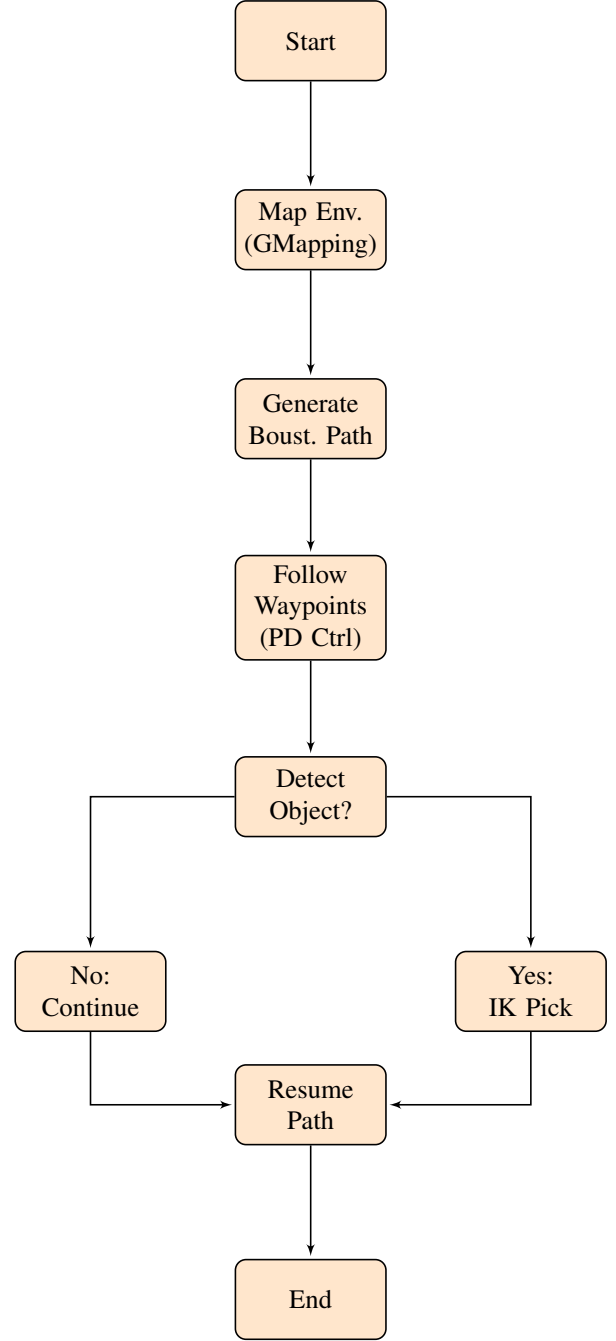 Start
Map Env.
(GMapping)
Generate
Boust. Path
Follow
Waypoints
(PD Ctrl)
Detect
Object?
No:
Continue
Yes:
IK Pick
Resume
Path
End